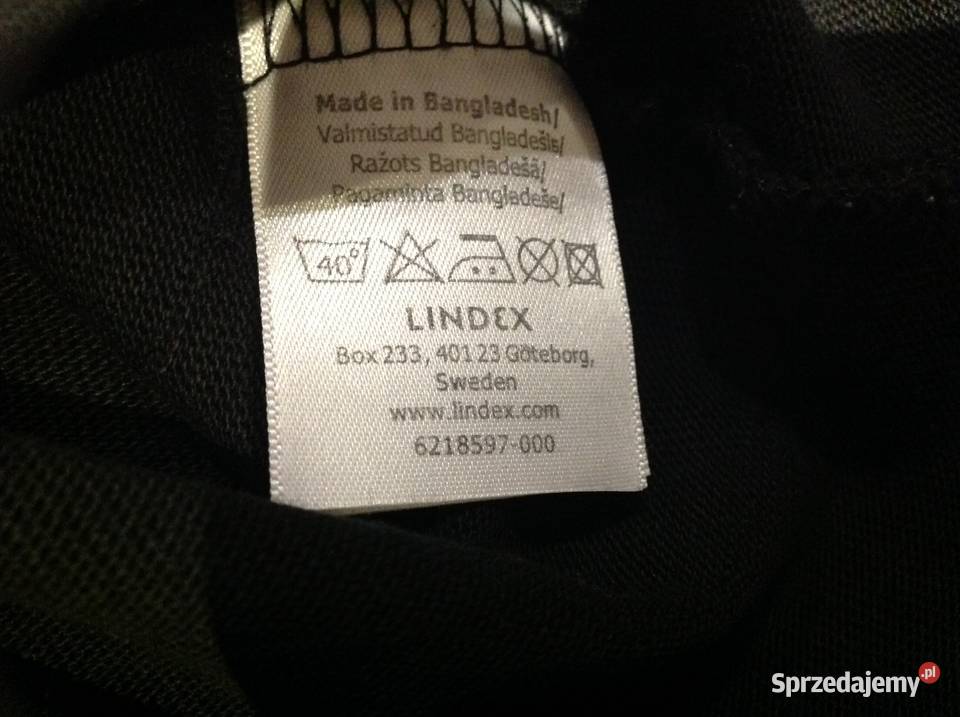 Made in Bangladesh/
Valmistatud Bangladešis/
Ražots Bangladešā/
Pagaminta Bangladeše/
40°
LINDEX
Box 233, 401 23 Göteborg,
Sweden
www.lindex.com
6218597-000
Sprzedajemy.pl